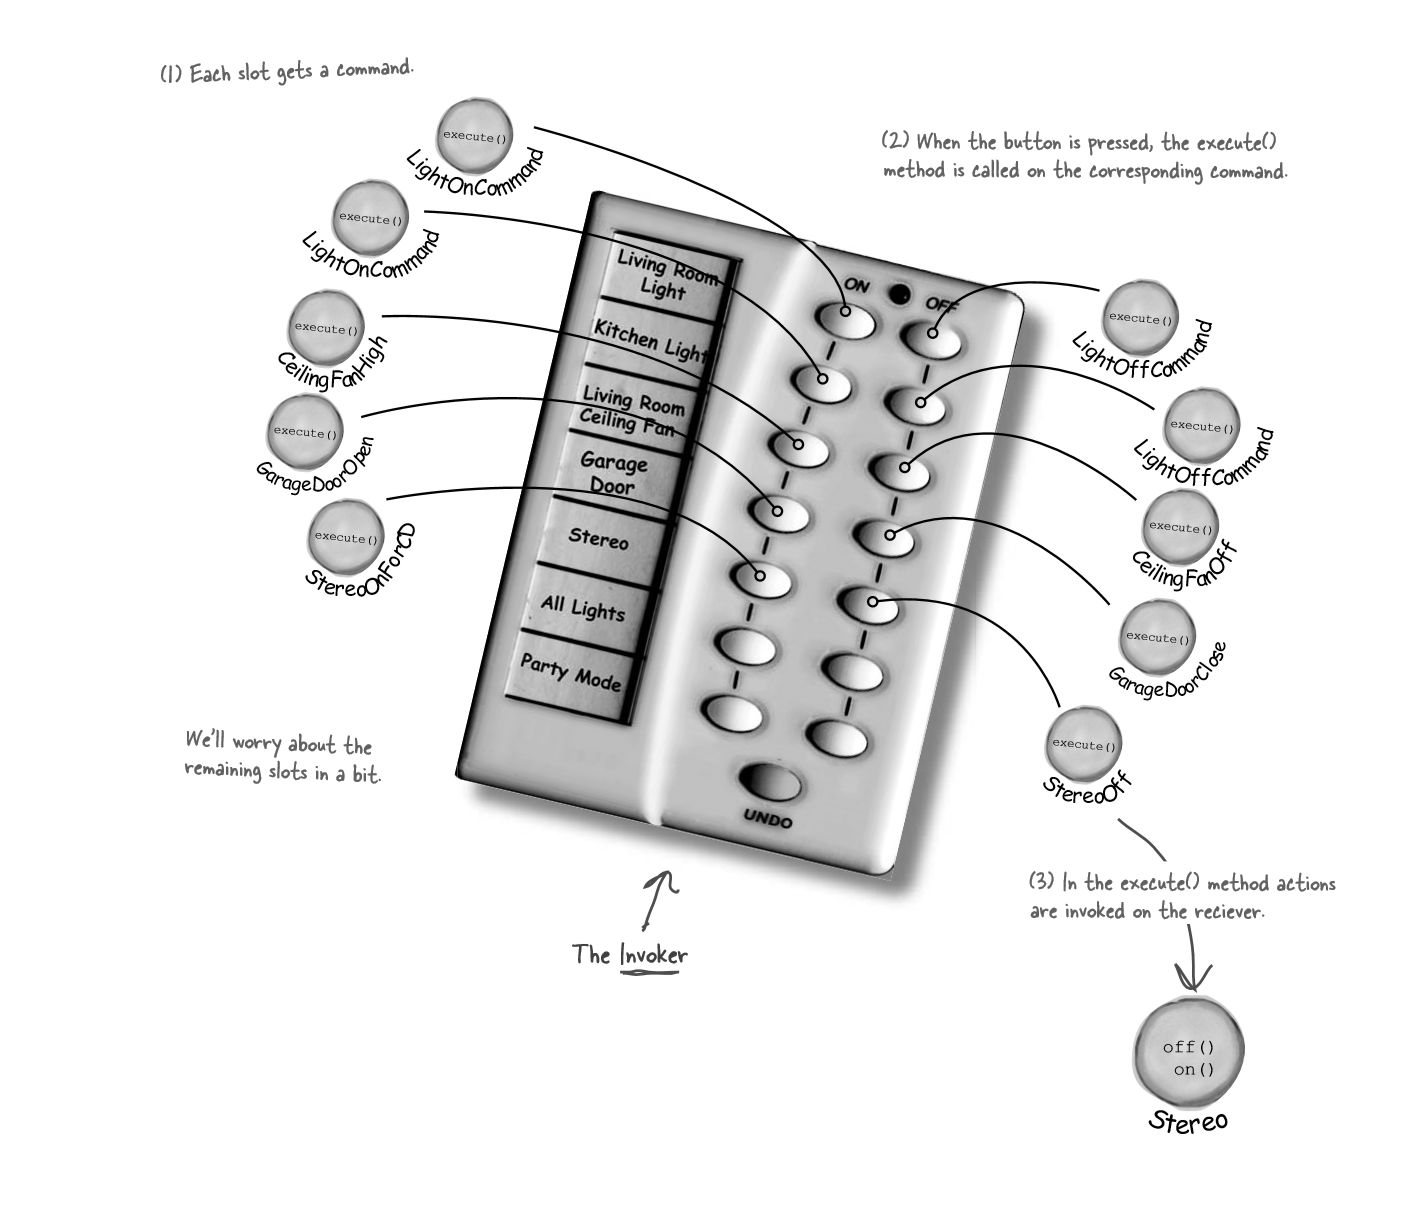 (1) Each slot gets a command.
execute()
LightOnCommand
execute()
LightOnCommand
execute()
CeilingFanHigh
execute()
GarageDoorOpen
execute()
StereoOnForCD
(2) When the button is pressed, the execute()
method is called on the corresponding command.
Living Room
Light
Kitchen Light
Living Room
Ceiling Fan
Garage
Door
Stereo
All Lights
Party Mode
ON
OFF
UNDO
execute()
LightOffCommand
execute()
LightOffCommand
execute()
CeilingFanOff
execute()
GarageDoorClose
execute()
StereoOff
We'll worry about the
remaining slots in a bit.
The Invoker
(3) In the execute() method actions
are invoked on the reciever.
off()
on()
Stereo